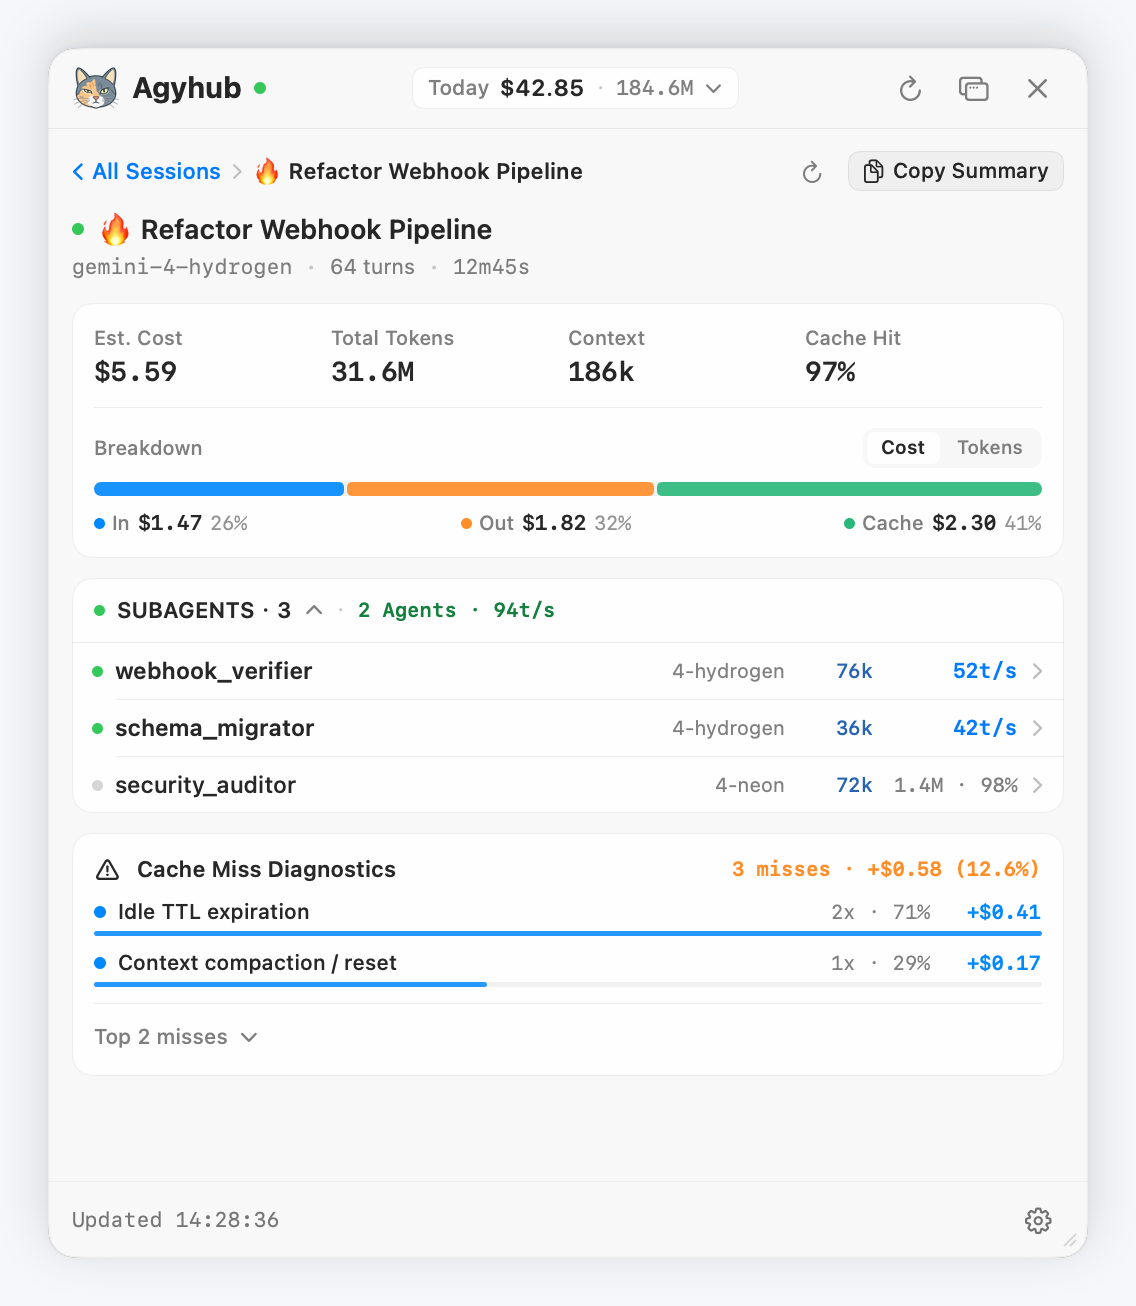 Agyhub
Today $42.85 · 184.6M
All Sessions > 🔥 Refactor Webhook Pipeline
Copy Summary
🔥 Refactor Webhook Pipeline
gemini-4-hydrogen · 64 turns · 12m45s
Est. Cost Total Tokens Context Cache Hit
$5.59 31.6M 186k 97%
Breakdown Cost Tokens
In $1.47 26% Out $1.82 32% Cache $2.30 41%
SUBAGENTS · 3 · 2 Agents · 94t/s
webhook_verifier 4-hydrogen 76k 52t/s
schema_migrator 4-hydrogen 36k 42t/s
security_auditor 4-neon 72k 1.4M · 98%
Cache Miss Diagnostics 3 misses · +$0.58 (12.6%)
Idle TTL expiration 2x · 71% +$0.41
Context compaction / reset 1x · 29% +$0.17
Top 2 misses
Updated 14:28:36